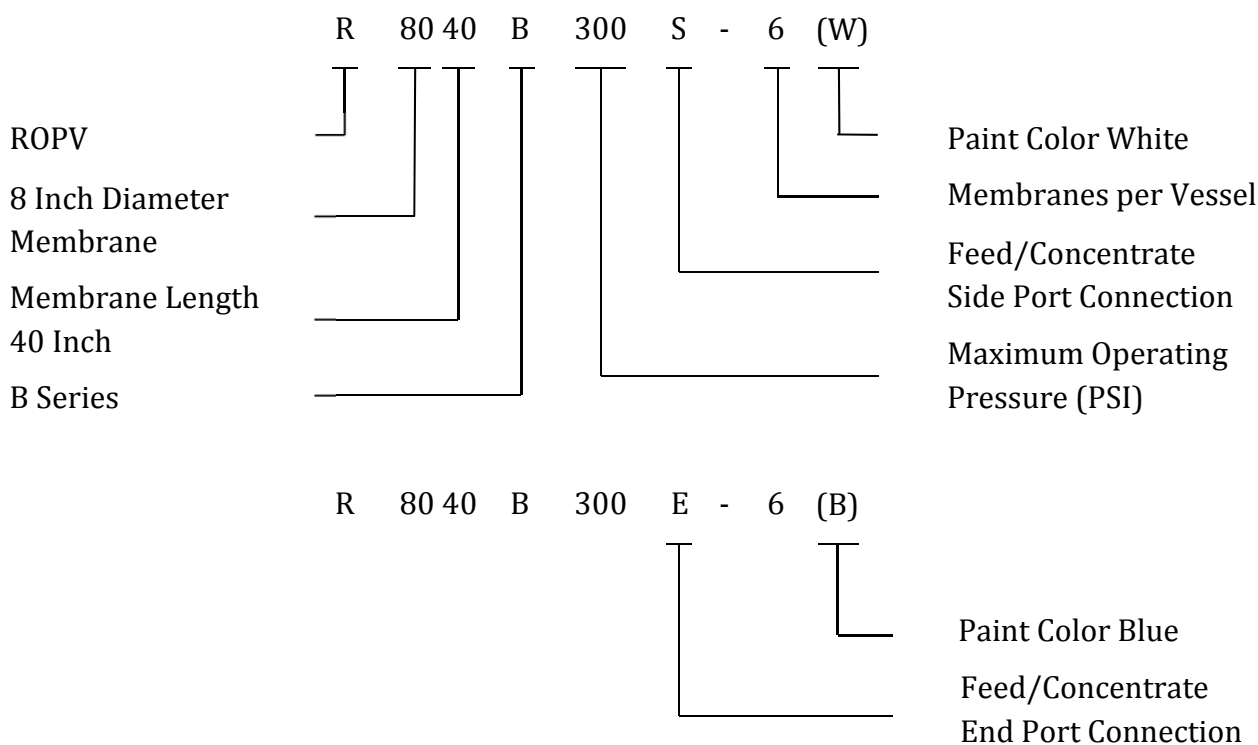 R 80 40 B 300 S - 6 (W)
ROPV
8 Inch Diameter
Membrane
Membrane Length
40 Inch
B Series
Paint Color White
Membranes per Vessel
Feed/Concentrate
Side Port Connection
Maximum Operating
Pressure (PSI)
R 80 40 B 300 E - 6 (B)
Paint Color Blue
Feed/Concentrate
End Port Connection